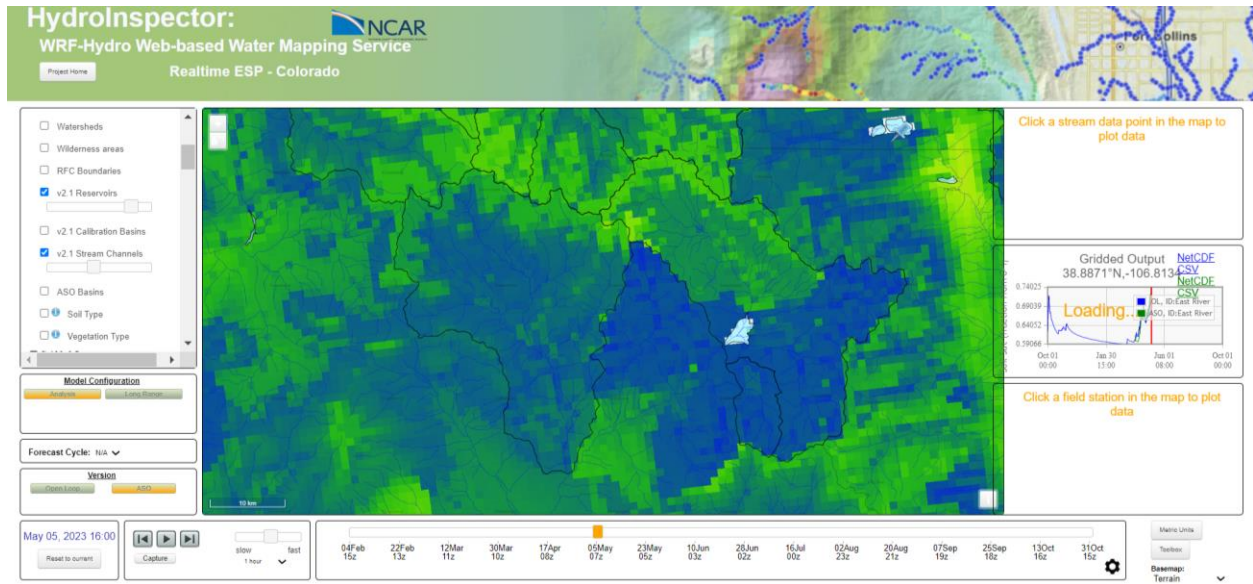 HydroInspector:
NCAR
WRF-Hydro Web-based Water Mapping Service
Project Home
Realtime ESP - Colorado
Collins
Watersheds
Wilderness areas
RFC Boundaries
v2.1 Reservoirs
v2.1 Calibration Basins
v2.1 Stream Channels
ASO Basins
Soil Type
Vegetation Type
Model Configuration
Analysis
Long Range
Forecast Cycle: N/A
Version
Open Loop
ASO
10 km
Click a stream data point in the map to
plot data
Gridded Output
38.8871°N,-106.8134
NetCDF
CSV
NetCDF
CSV
0.74025
0.69039
0.64052
0.59066
Loading...
OL, ID:East River
ASO, ID:East River
Oct 01
00:00
Jan 30
15:00
Jun 01
08:00
Oct 01
00:00
Click a field station in the map to plot
data
May 05, 2023 16:00
Reset to current
Capture
slow
fast
1 hour
04Feb
15z
22Feb
13z
12Mar
11z
30Mar
10z
17Apr
08z
05May
07z
23May
05z
10Jun
03z
28Jun
02z
16Jul
00z
02Aug
23z
20Aug
21z
07Sep
19z
25Sep
18z
13Oct
16z
31Oct
15z
Metric Units
Toolbox
Basemap:
Terrain